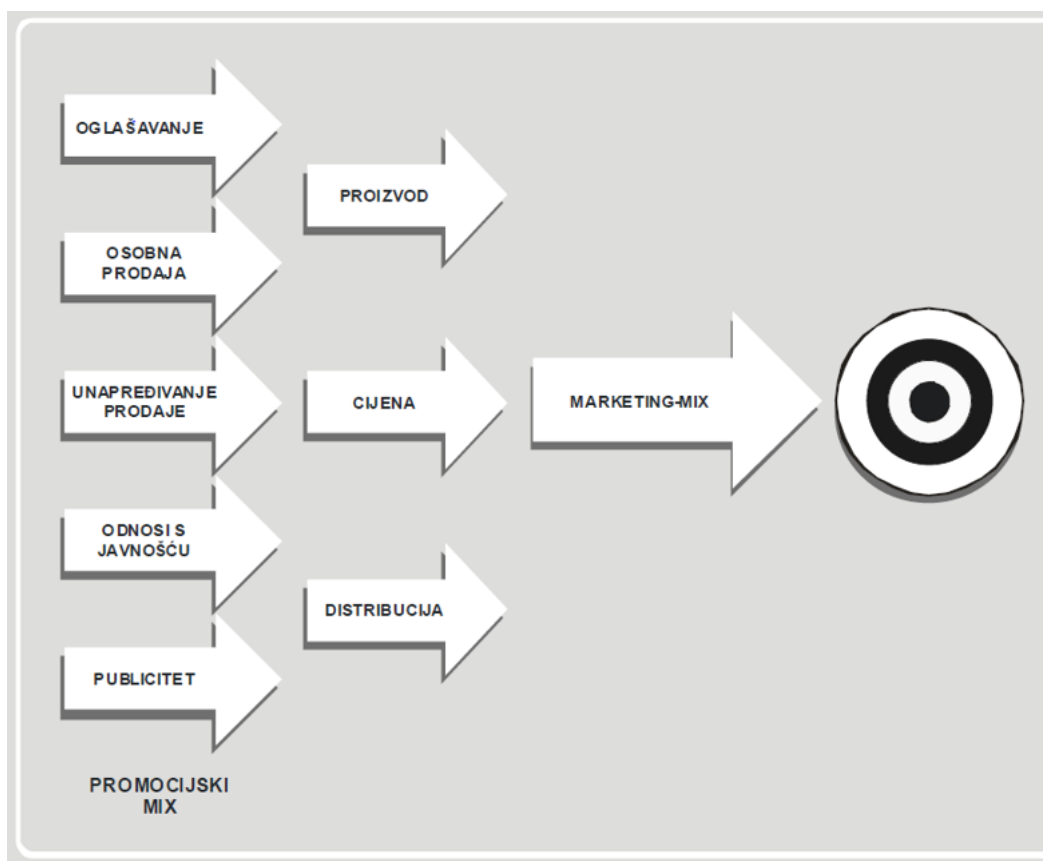 OGLAŠAVANJE
OSOBNA
PRODAJA
UNAPREĐIVANJE
PRODAJE
ODNOSI S
JAVNOŠĆU
PUBLICITET
PROMOCIJSKI
MIX
PROIZVOD
CIJENA
DISTRIBUCIJA
MARKETING-MIX